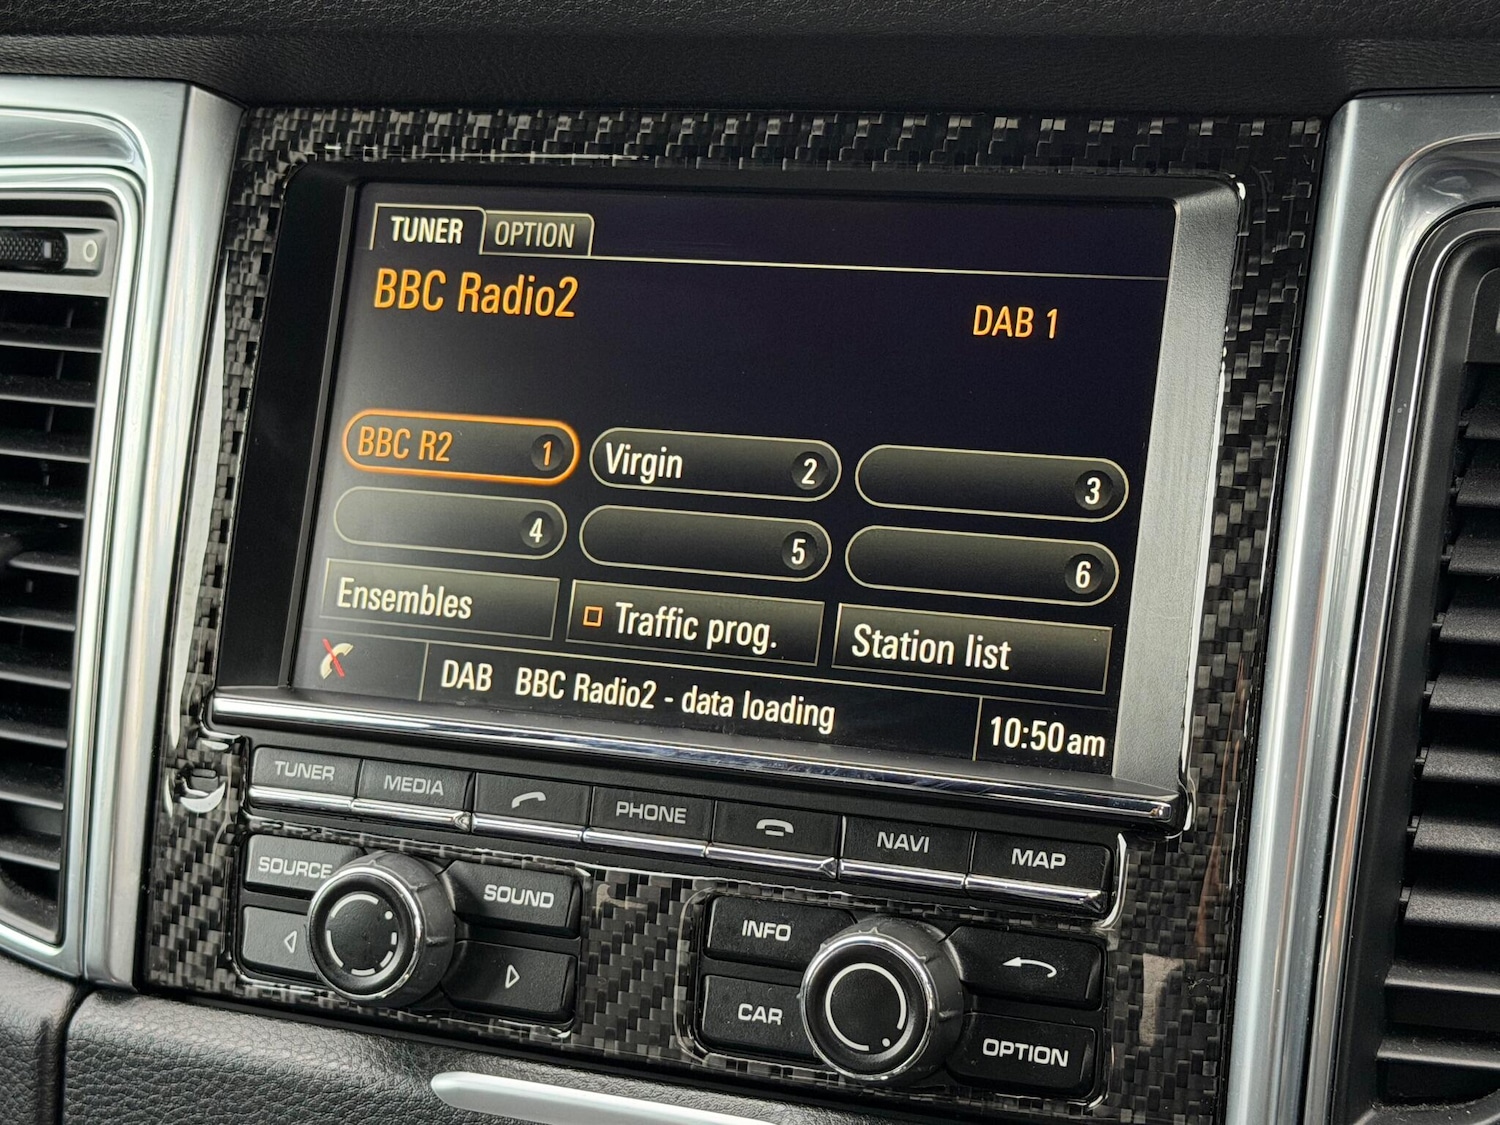 TUNER OPTION
BBC Radio2 DAB 1
BBC R2 1 Virgin 2 3
4 5 6
Ensembles Traffic prog. Station list
DAB BBC Radio2 - data loading 10:50am
TUNER MEDIA PHONE NAVI MAP
SOURCE SOUND
INFO
CAR
OPTION